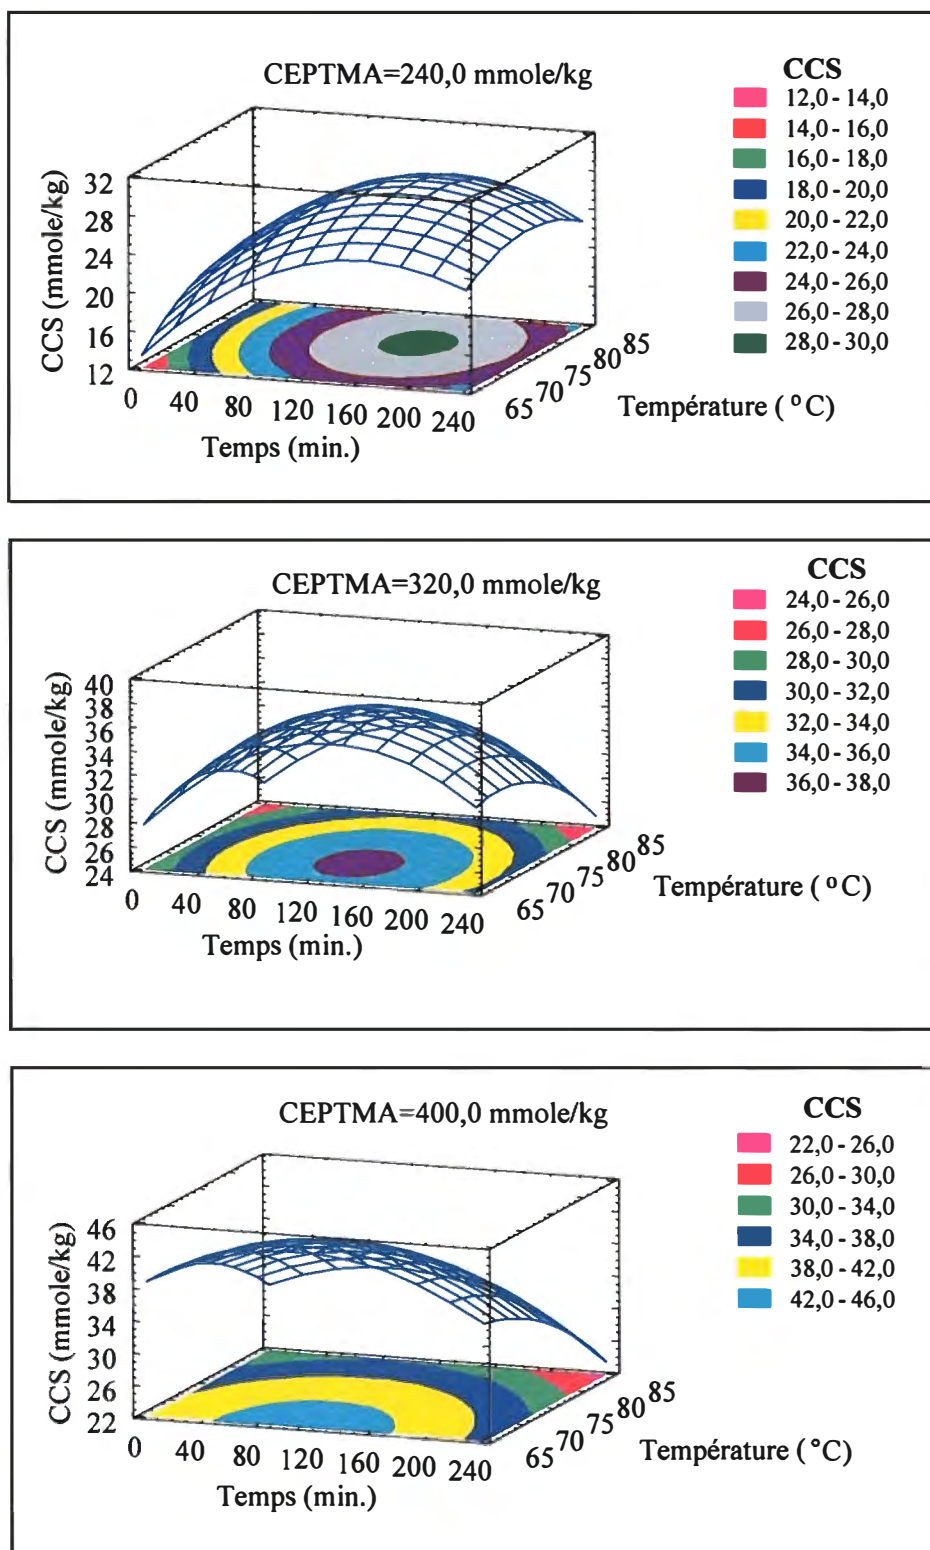 CEPTMA=240,0 mmole/kg
CCS
12,0 - 14,0
14,0 - 16,0
16,0 - 18,0
18,0 - 20,0
20,0 - 22,0
22,0 - 24,0
24,0 - 26,0
26,0 - 28,0
28,0 - 30,0
CCS (mmole/kg)
32
28
24
20
16
12
0 40 80 120 160 200 240
Temps (min.)
65 70 75 80 85
Température ( °C)
CEPTMA=320,0 mmole/kg
CCS
24,0 - 26,0
26,0 - 28,0
28,0 - 30,0
30,0 - 32,0
32,0 - 34,0
34,0 - 36,0
36,0 - 38,0
CCS (mmole/kg)
40
38
36
34
32
30
28
26
24
0 40 80 120 160 200 240
Temps (min.)
65 70 75 80 85
Température ( °C)
CEPTMA=400,0 mmole/kg
CCS
22,0 - 26,0
26,0 - 30,0
30,0 - 34,0
34,0 - 38,0
38,0 - 42,0
42,0 - 46,0
CCS (mmole/kg)
46
42
38
34
30
26
22
0 40 80 120 160 200 240
Temps (min.)
65 70 75 80 85
Température ( °C)